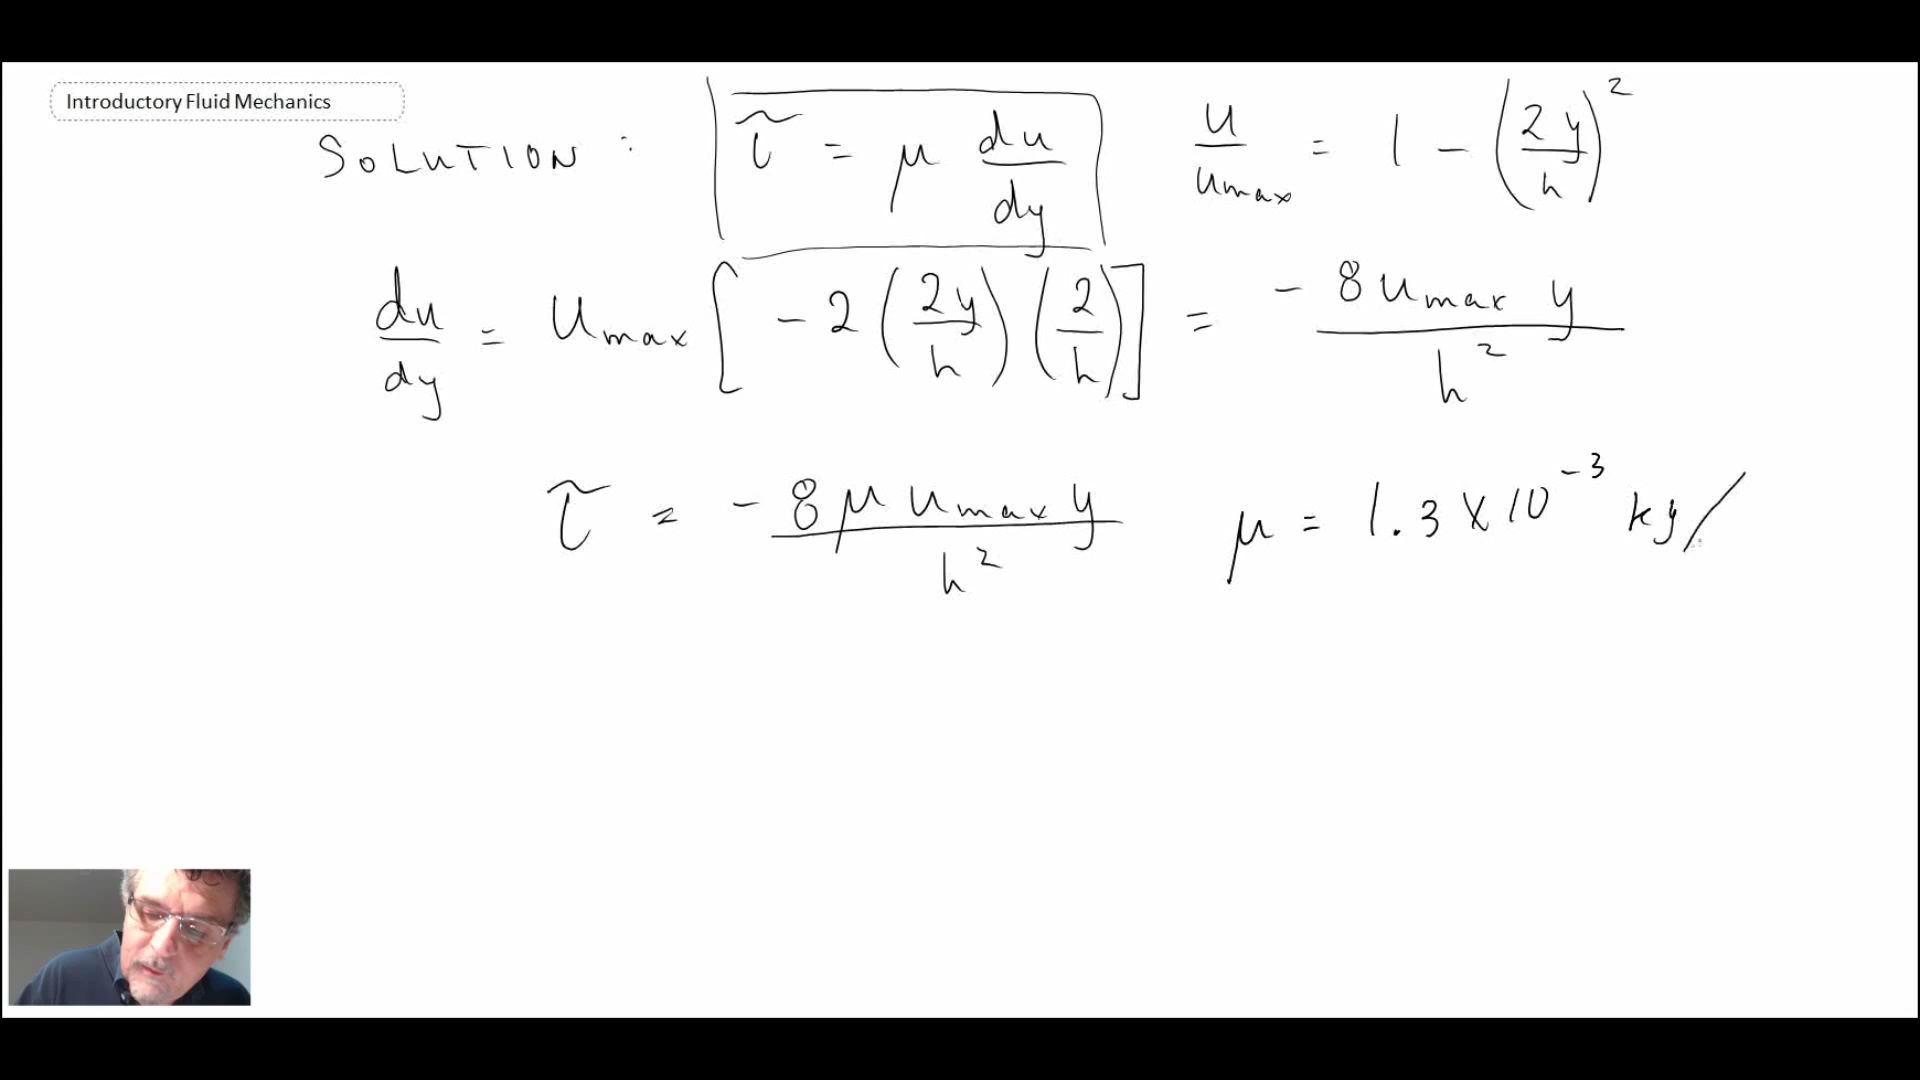 Introductory Fluid Mechanics
SOLUTION : τ = μ du/dy u/umax = 1 - (2y/h)²
du/dy = Umax [ - 2 (2y/h) (2/h) ] = - 8 umax y / h²
τ = - 8 μ umax y / h² μ = 1.3 x 10⁻³ kg/